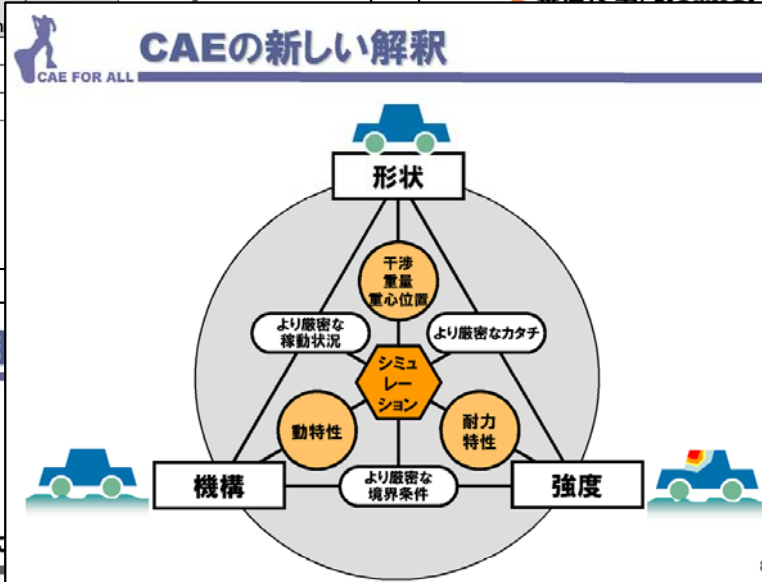 CAEの新しい解釈
CAE FOR ALL
形状
干渉
重量
重心位置
より厳密な
稼動状況
より厳密なカタチ
シミュ
レー
ション
動特性
耐力
特性
機構
より厳密な
境界条件
強度